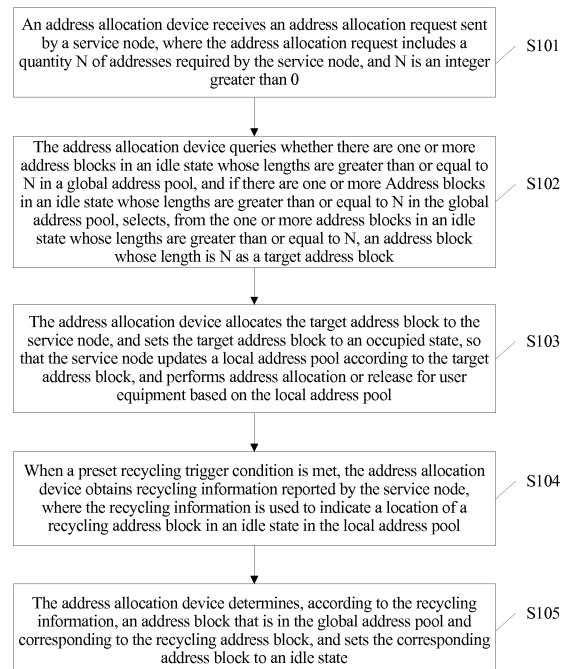 An address allocation device receives an address allocation request sent
by a service node, where the address allocation request includes a
quantity N of addresses required by the service node, and N is an integer
greater than 0
S101
The address allocation device queries whether there are one or more
address blocks in an idle state whose lengths are greater than or equal to
N in a global address pool, and if there are one or more Address blocks
in an idle state whose lengths are greater than or equal to N in the global
address pool, selects, from the one or more address blocks in an idle
state whose lengths are greater than or equal to N, an address block
whose length is N as a target address block
S102
The address allocation device allocates the target address block to the
service node, and sets the target address block to an occupied state, so
that the service node updates a local address pool according to the
target address block, and performs address allocation or release for user
equipment based on the local address pool
S103
When a preset recycling trigger condition is met, the address allocation
device obtains recycling information reported by the service node,
where the recycling information is used to indicate a location of a
recycling address block in an idle state in the local address pool
S104
The address allocation device determines, according to the recycling
information, an address block that is in the global address pool and
corresponding to the recycling address block, and sets the corresponding
address block to an idle state
S105